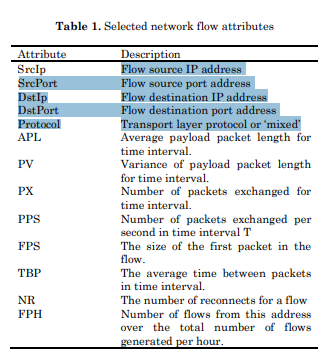 Table 1. Selected network flow attributes
Attribute Description
SrcIp Flow source IP address
SrcPort Flow source port address
DstIp Flow destination IP address
DstPort Flow destination port address
Protocol Transport layer protocol or 'mixed'
APL Average payload packet length for
time interval.
PV Variance of payload packet length
for time interval.
PX Number of packets exchanged for
time interval.
PPS Number of packets exchanged per
second in time interval T
FPS The size of the first packet in the
flow.
TBP The average time between packets
in time interval.
NR The number of reconnects for a flow
FPH Number of flows from this address
over the total number of flows
generated per hour.